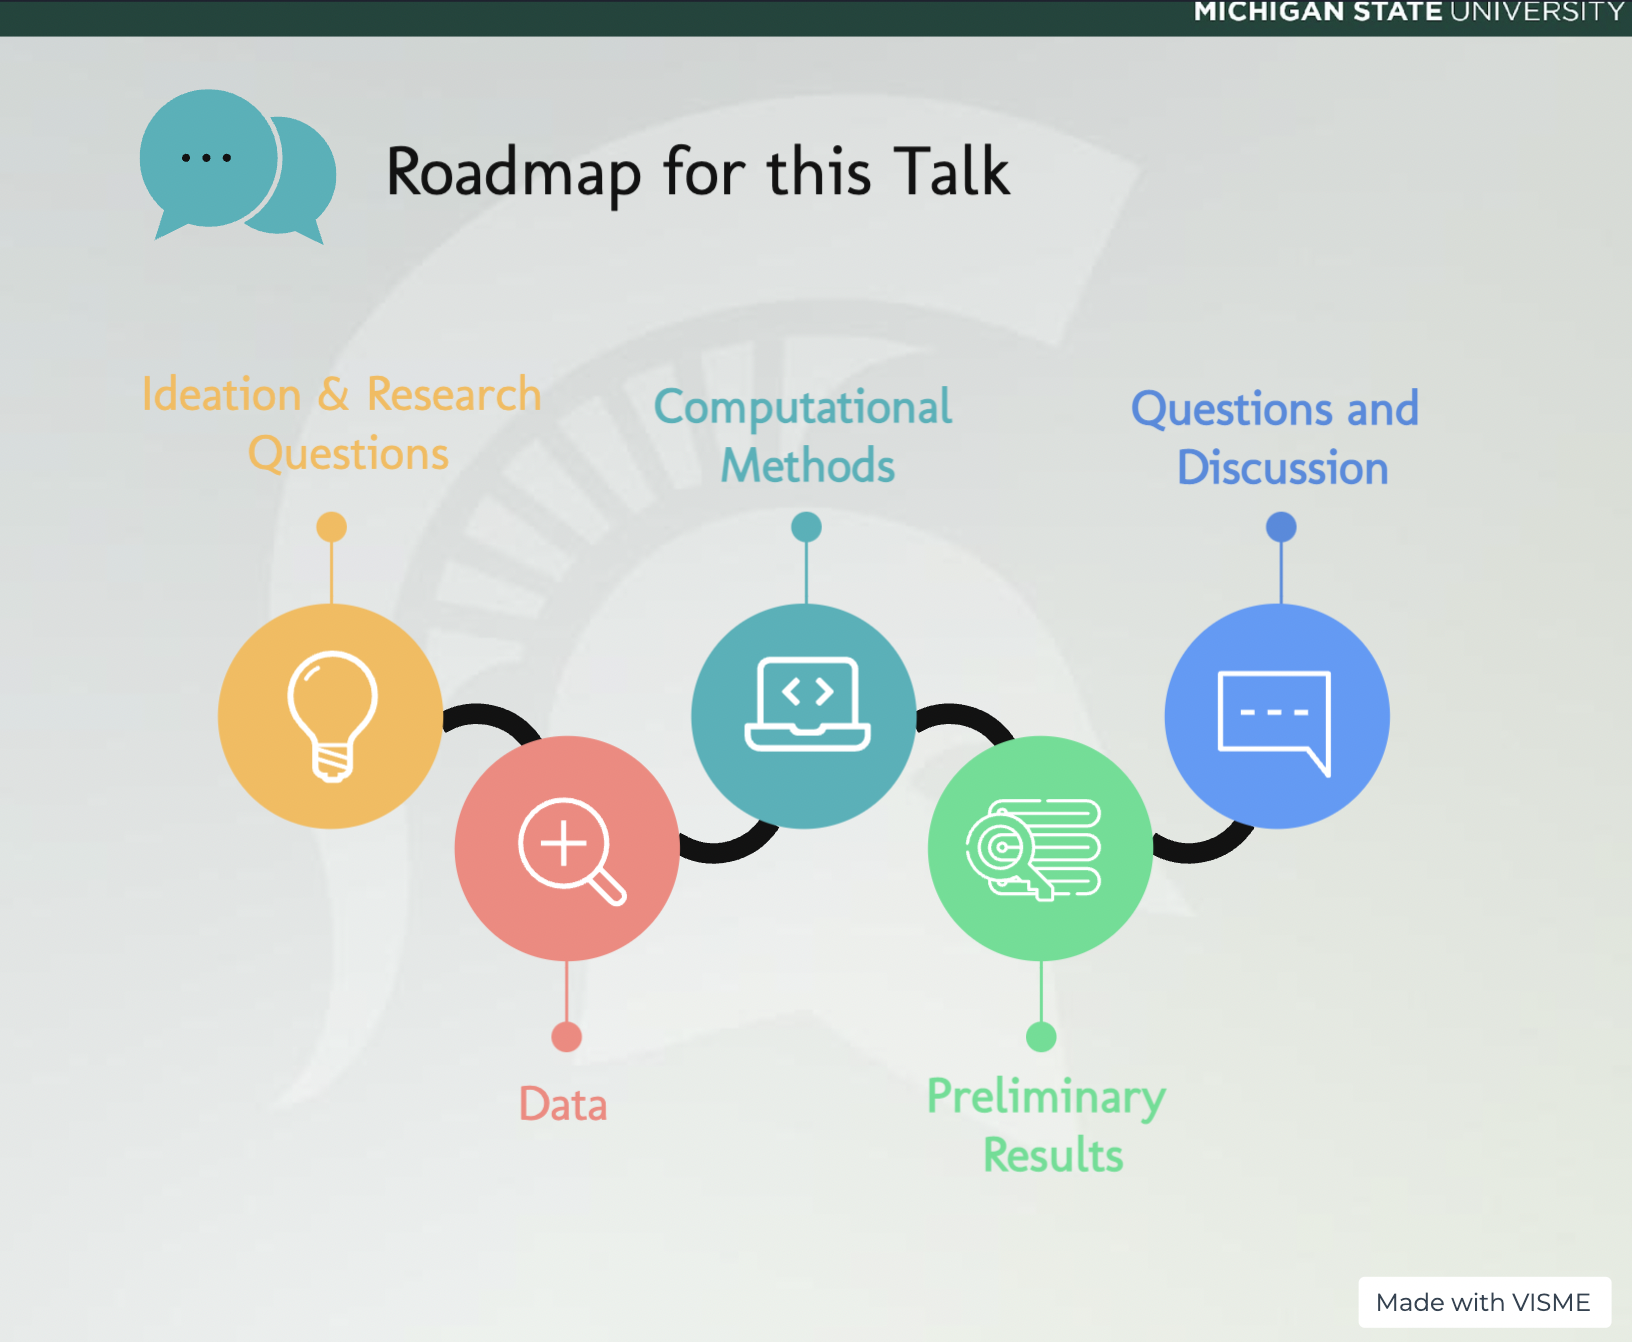 MICHIGAN STATE UNIVERSITY
Roadmap for this Talk
Ideation & Research
Questions
Computational
Methods
Questions and
Discussion
Data
Preliminary
Results
Made with VISME